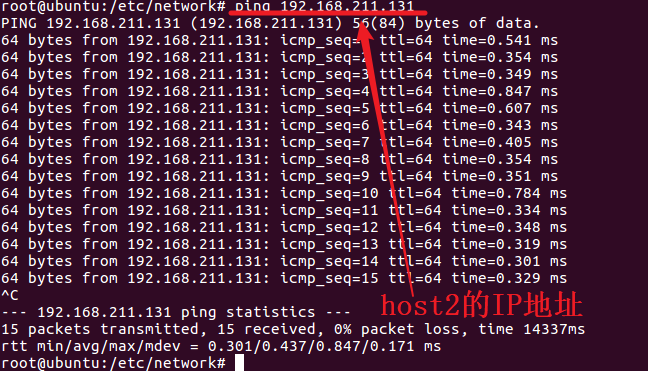 root@ubuntu:/etc/network# ping 192.168.211.131
PING 192.168.211.131 (192.168.211.131) 56(84) bytes of data.
64 bytes from 192.168.211.131: icmp_seq=1 ttl=64 time=0.541 ms
64 bytes from 192.168.211.131: icmp_seq=2 ttl=64 time=0.354 ms
64 bytes from 192.168.211.131: icmp_seq=3 ttl=64 time=0.349 ms
64 bytes from 192.168.211.131: icmp_seq=4 ttl=64 time=0.847 ms
64 bytes from 192.168.211.131: icmp_seq=5 ttl=64 time=0.607 ms
64 bytes from 192.168.211.131: icmp_seq=6 ttl=64 time=0.343 ms
64 bytes from 192.168.211.131: icmp_seq=7 ttl=64 time=0.405 ms
64 bytes from 192.168.211.131: icmp_seq=8 ttl=64 time=0.354 ms
64 bytes from 192.168.211.131: icmp_seq=9 ttl=64 time=0.351 ms
64 bytes from 192.168.211.131: icmp_seq=10 ttl=64 time=0.784 ms
64 bytes from 192.168.211.131: icmp_seq=11 ttl=64 time=0.334 ms
64 bytes from 192.168.211.131: icmp_seq=12 ttl=64 time=0.348 ms
64 bytes from 192.168.211.131: icmp_seq=13 ttl=64 time=0.319 ms
64 bytes from 192.168.211.131: icmp_seq=14 ttl=64 time=0.301 ms
64 bytes from 192.168.211.131: icmp_seq=15 ttl=64 time=0.329 ms
^C
host2的IP地址
--- 192.168.211.131 ping statistics ---
15 packets transmitted, 15 received, 0% packet loss, time 14337ms
rtt min/avg/max/mdev = 0.301/0.437/0.847/0.171 ms
root@ubuntu:/etc/network#